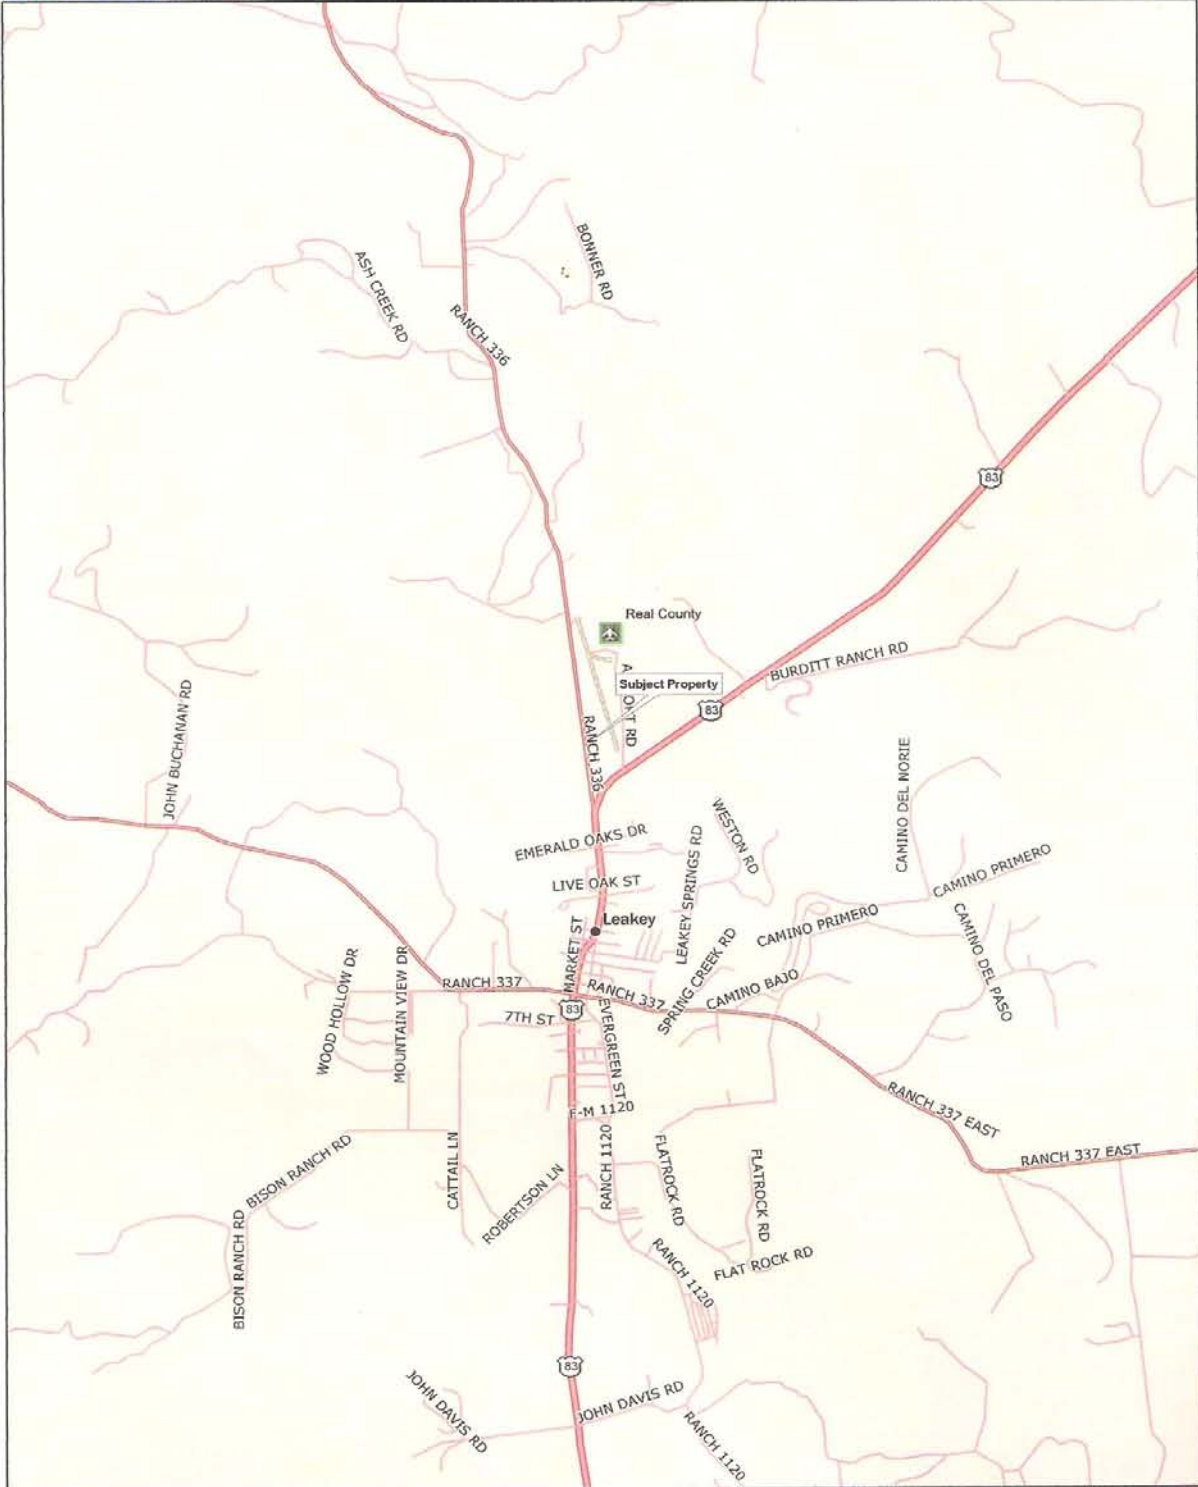 BONNER RD
ASH CREEK RD
RANCH 336
83
Real County
Subject Property
BURDITT RANCH RD
83
JOHN BUCHANAN RD
RANCH 336
CAMINO DEL NORIE
EMERALD OAKS DR
WESTON RD
LEAKEY SPRINGS RD
LIVE OAK ST
CAMINO PRIMERO
Leakey
CAMINO PRIMERO
CAMINO DEL PASO
MARKET ST
SPRING CREEK RD
WOOD HOLLOW DR
MOUNTAIN VIEW DR
RANCH 337
RANCH 337
CAMINO BAJO
83
7TH ST
EVERGREEN ST
RANCH 337 EAST
F-M 1120
RANCH 337 EAST
BISON RANCH RD
CATTAIL LN
ROBERTSON LN
RANCH 1120
FLATROCK RD
FLATROCK RD
BISON RANCH RD
RANCH 1120
FLAT ROCK RD
83
JOHN DAVIS RD
JOHN DAVIS RD
RANCH 1120